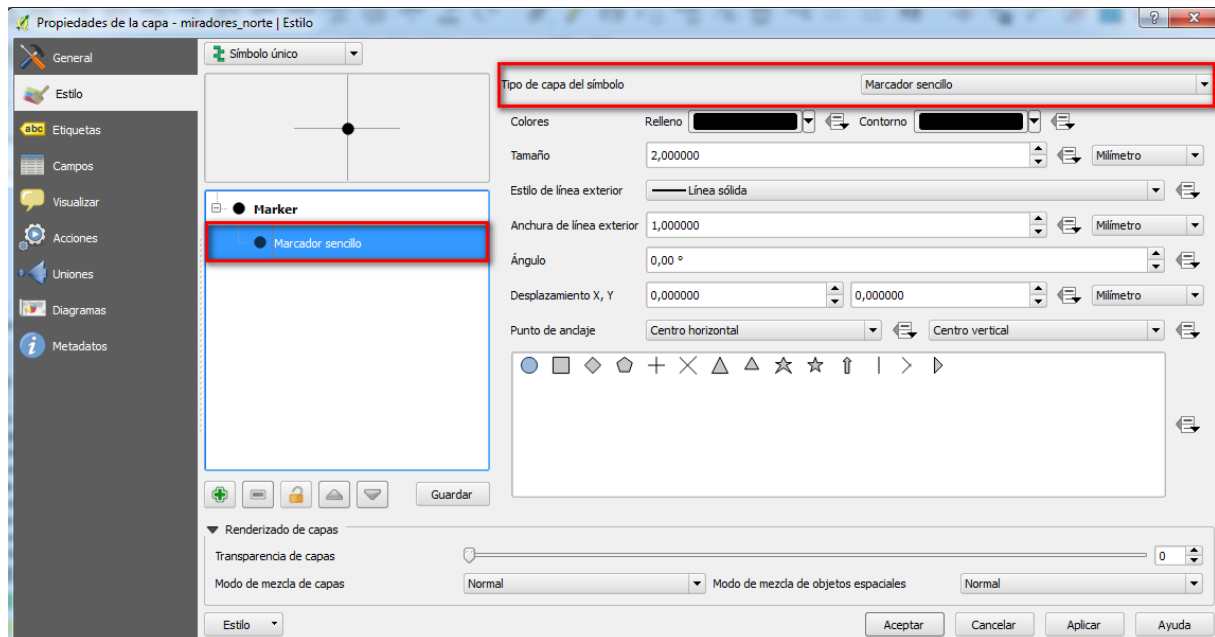 Propiedades de la capa - miradores_norte | Estilo
General
Estilo
abc Etiquetas
Campos
Visualizar
Acciones
Uniones
Diagramas
Metadatos
Símbolo único
Marker
Marcador sencillo
Guardar
Tipo de capa del símbolo Marcador sencillo
Colores Relleno Contorno
Tamaño 2,000000 Milímetro
Estilo de línea exterior Línea sólida
Anchura de línea exterior 1,000000 Milímetro
Ángulo 0,00 °
Desplazamiento X, Y 0,000000 0,000000 Milímetro
Punto de anclaje Centro horizontal Centro vertical
Renderizado de capas
Transparencia de capas 0
Modo de mezcla de capas Normal Modo de mezcla de objetos espaciales Normal
Estilo Aceptar Cancelar Aplicar Ayuda